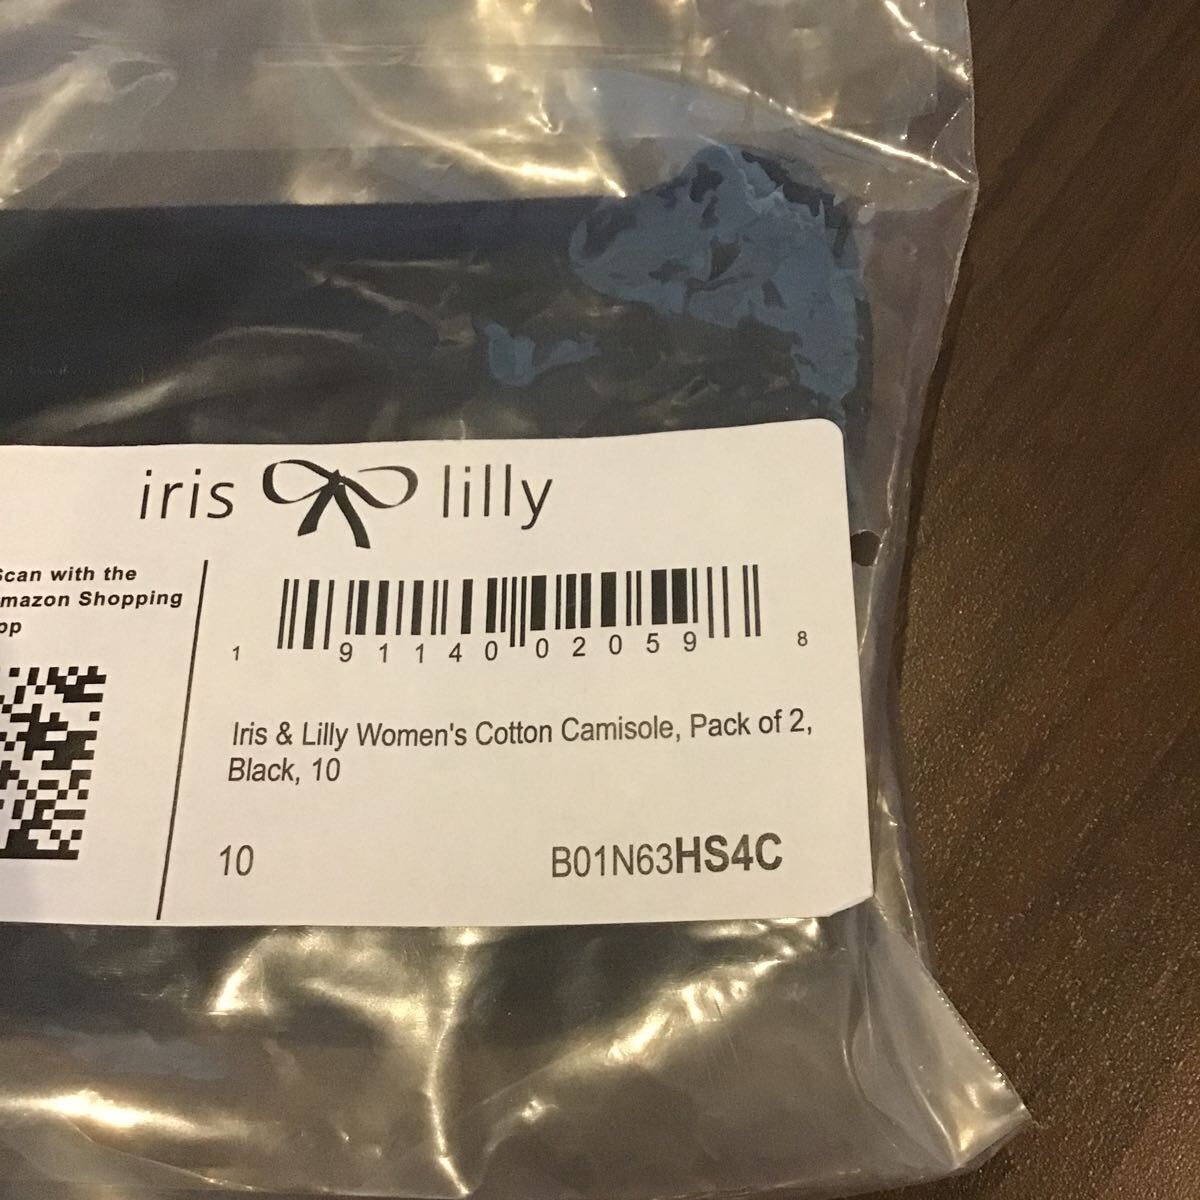 iris lilly
Scan with the
mazon Shopping
pp
1 91140 02059 8
Iris & Lilly Women's Cotton Camisole, Pack of 2,
Black, 10
10 B01N63HS4C